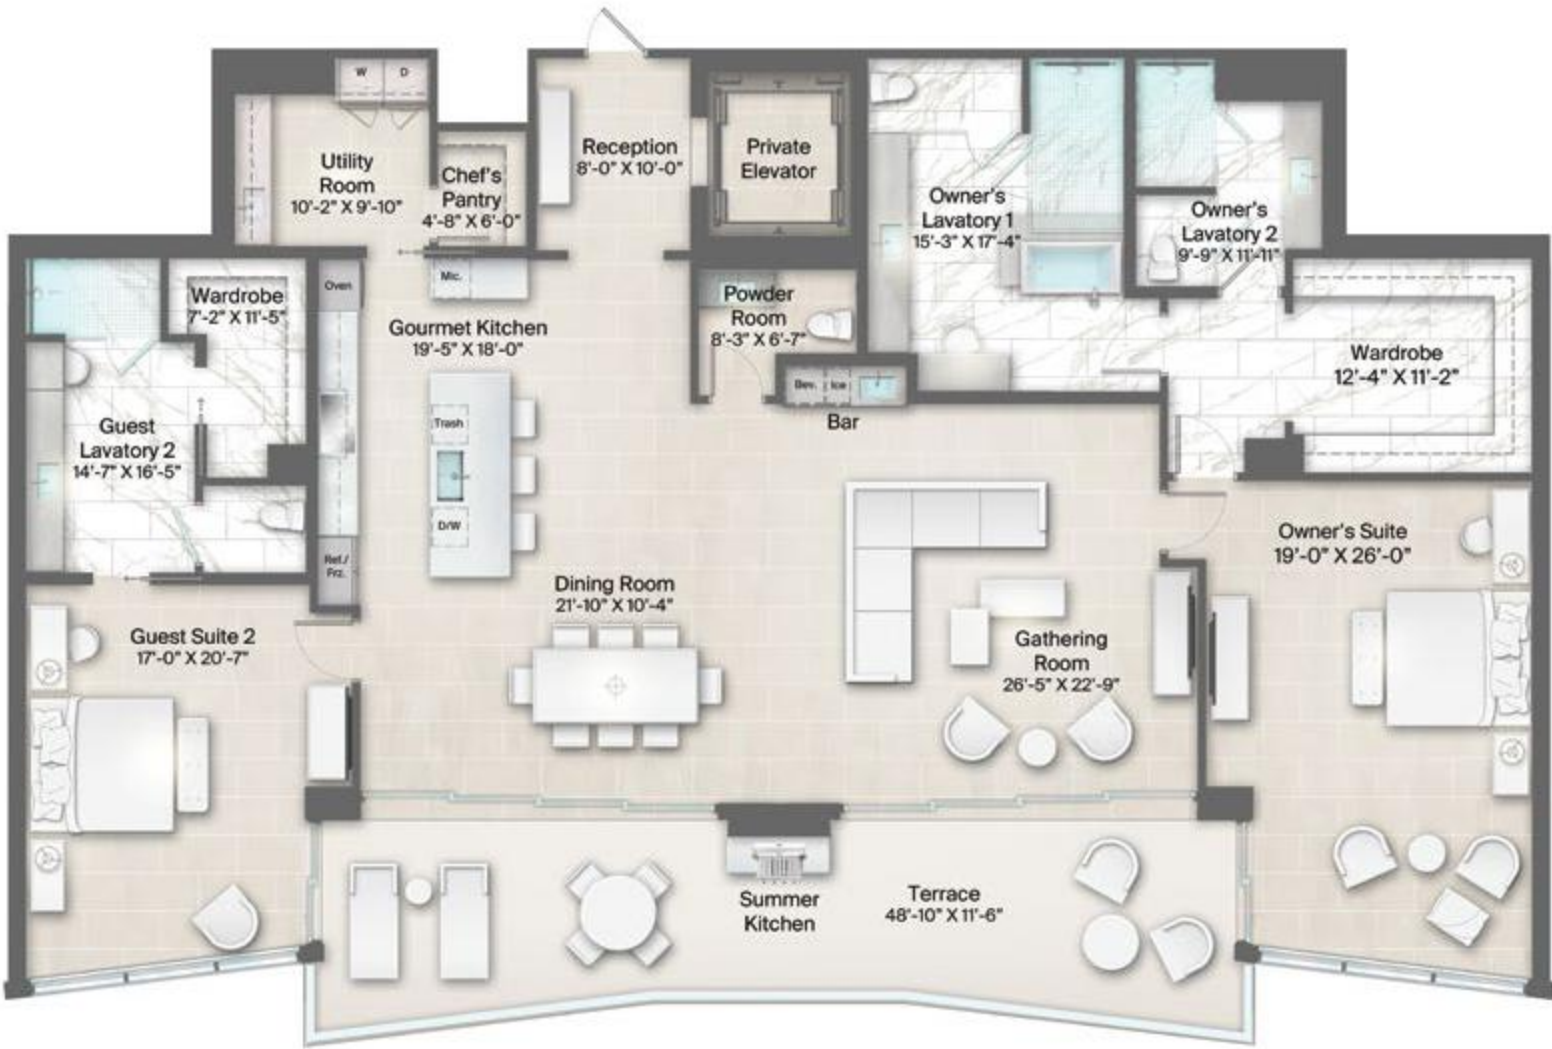 W D
Utility
Room
10'-2" X 9'-10"
Chef's
Pantry
4'-8" X 6'-0"
Reception
8'-0" X 10'-0"
Private
Elevator
Owner's
Lavatory 1
15'-3" X 17'-4"
Owner's
Lavatory 2
9'-9" X 11'-11"
Wardrobe
7'-2" X 11'-5"
Oven
Mic.
Gourmet Kitchen
19'-5" X 18'-0"
Powder
Room
8'-3" X 6'-7"
Bev. Ice
Bar
Wardrobe
12'-4" X 11'-2"
Guest
Lavatory 2
14'-7" X 16'-5"
Trash
D/W
Ref./
Frz.
Dining Room
21'-10" X 10'-4"
Owner's Suite
19'-0" X 26'-0"
Guest Suite 2
17'-0" X 20'-7"
Gathering
Room
26'-5" X 22'-9"
Summer
Kitchen
Terrace
48'-10" X 11'-6"